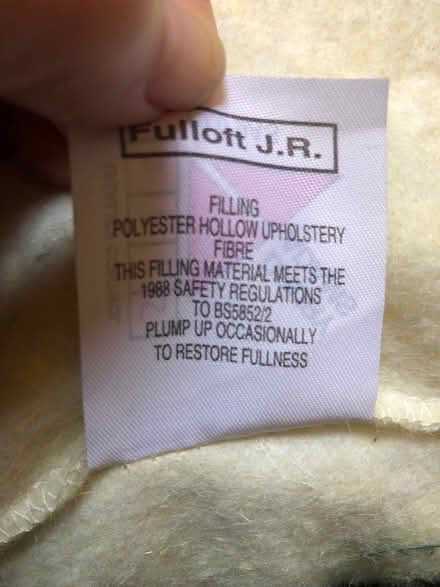 Fulloft J.R.
FILLING
POLYESTER HOLLOW UPHOLSTERY
FIBRE
THIS FILLING MATERIAL MEETS THE
1988 SAFETY REGULATIONS
TO BS5852/2
PLUMP UP OCCASIONALLY
TO RESTORE FULLNESS